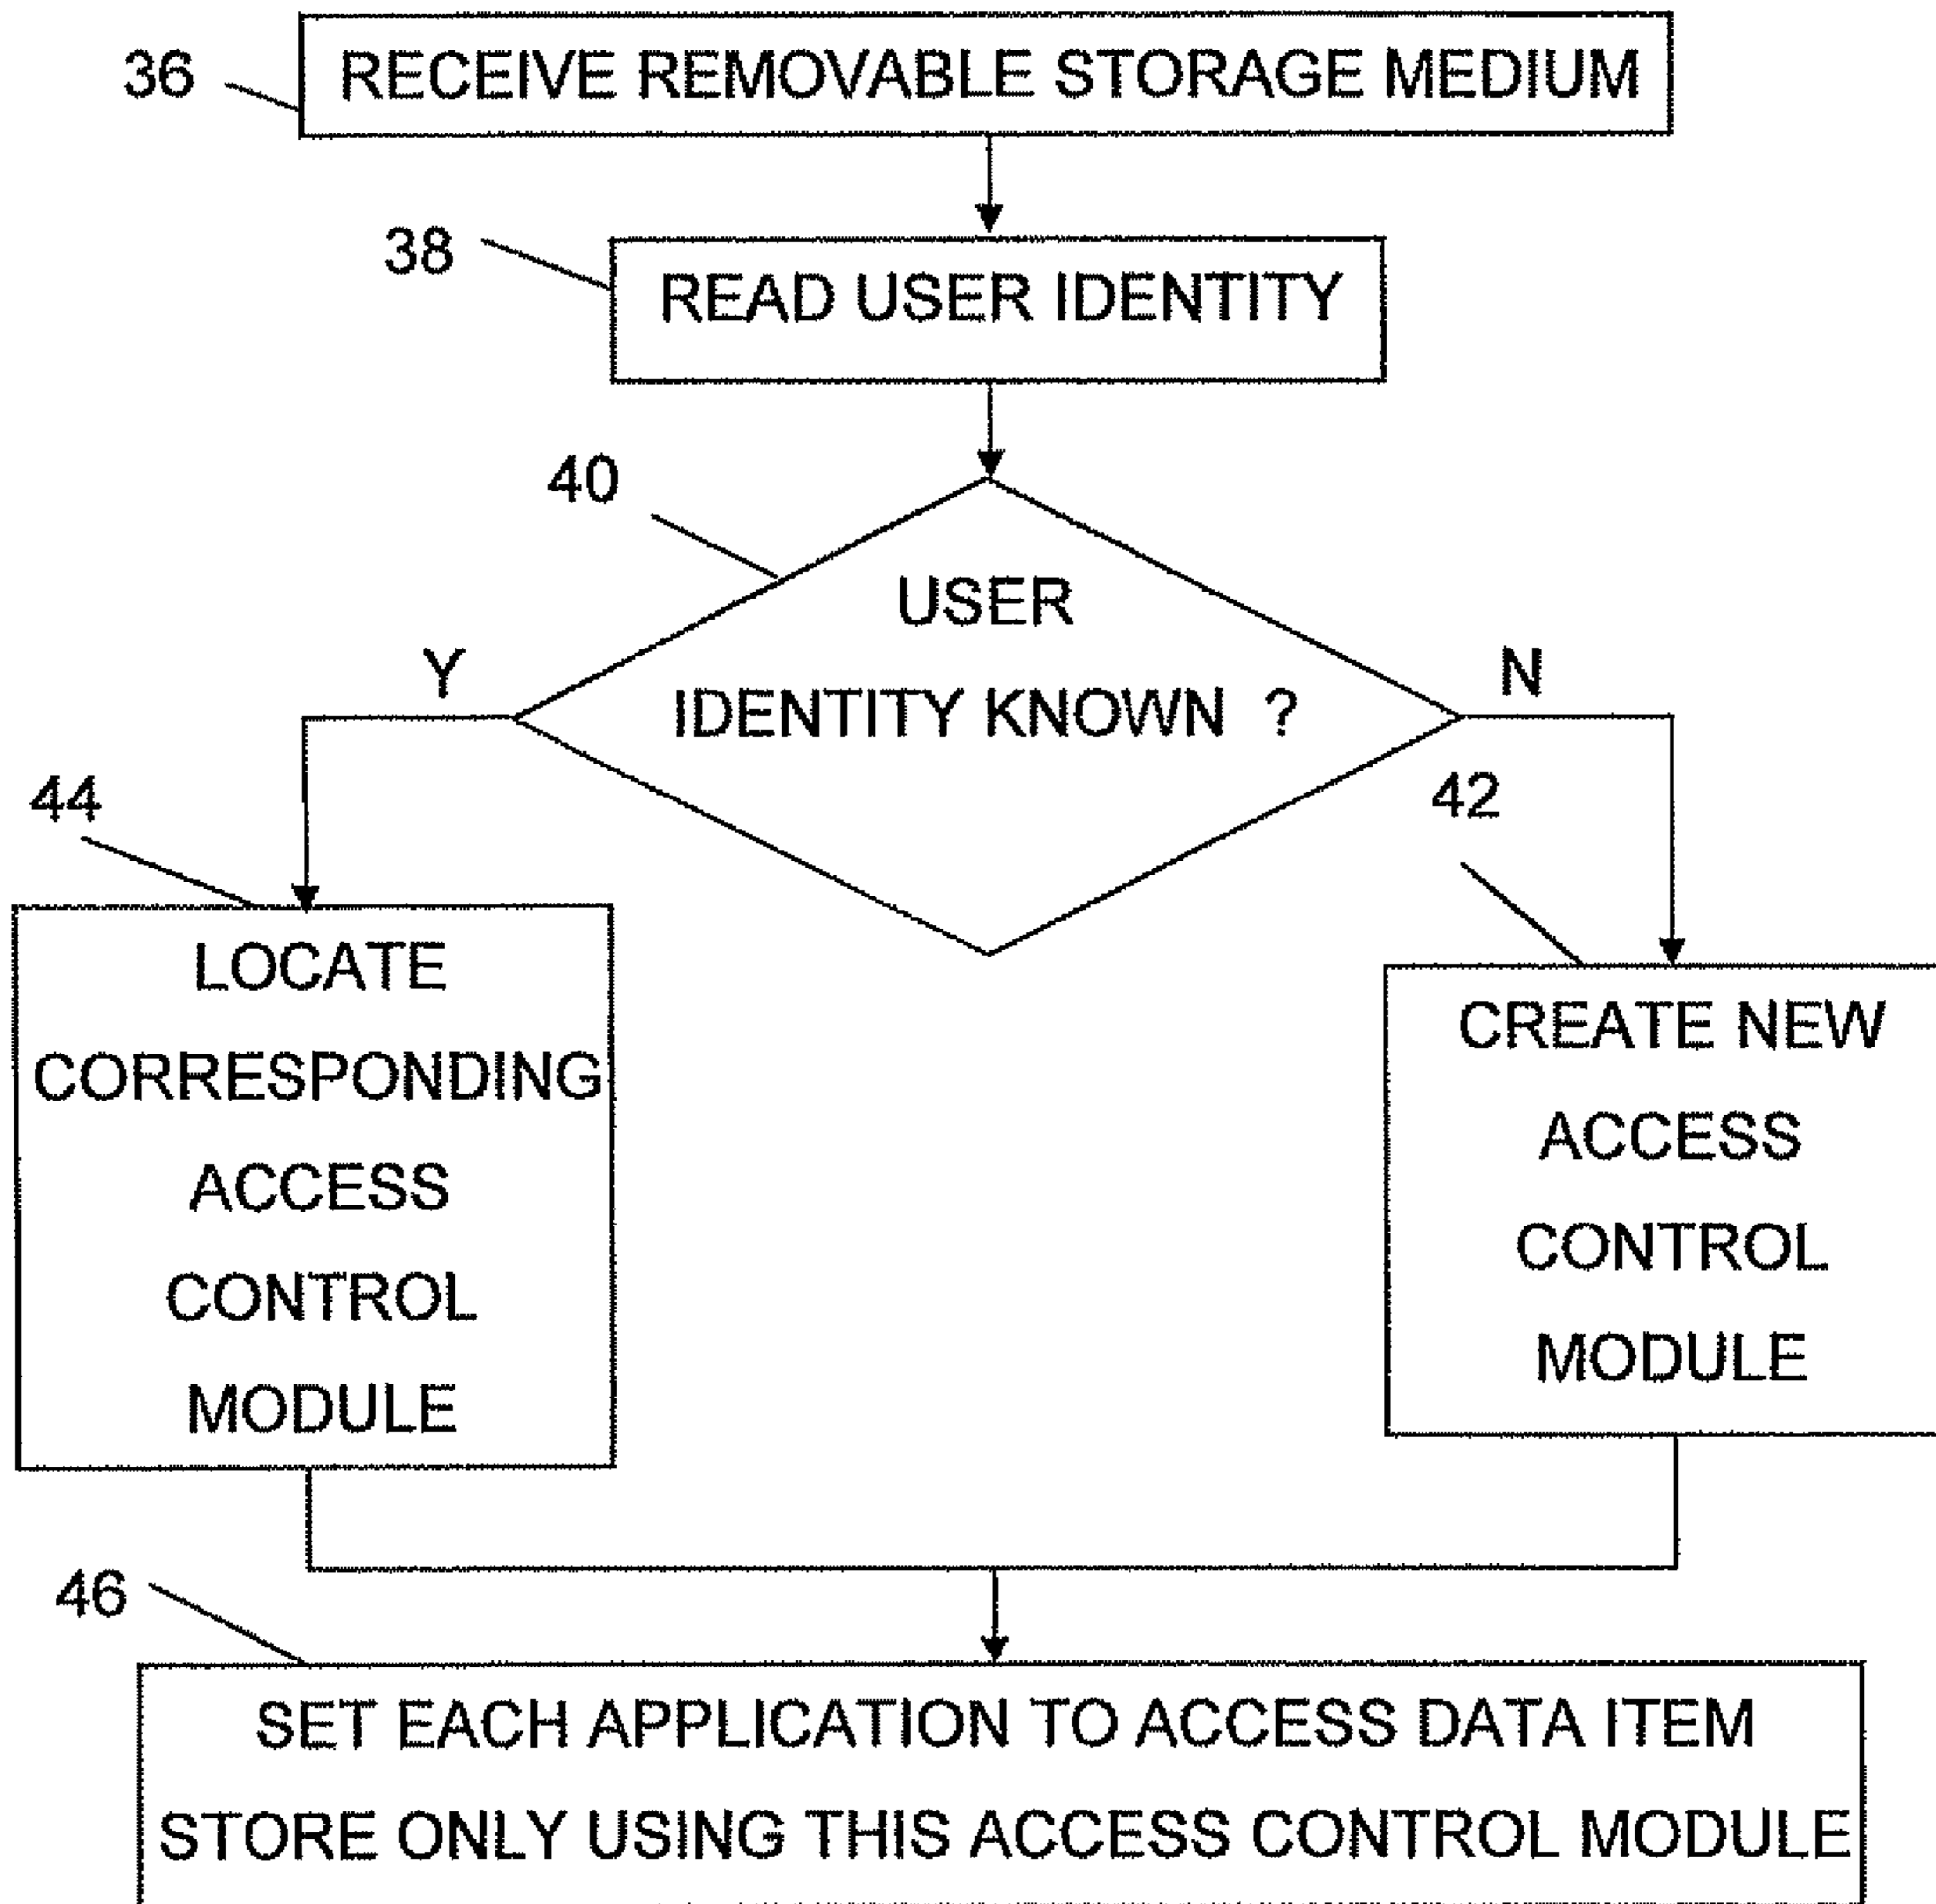 36
RECEIVE REMOVABLE STORAGE MEDIUM
38
READ USER IDENTITY
40
USER
IDENTITY KNOWN ?
Y
N
44
LOCATE
CORRESPONDING
ACCESS
CONTROL
MODULE
42
CREATE NEW
ACCESS
CONTROL
MODULE
46
SET EACH APPLICATION TO ACCESS DATA ITEM
STORE ONLY USING THIS ACCESS CONTROL MODULE